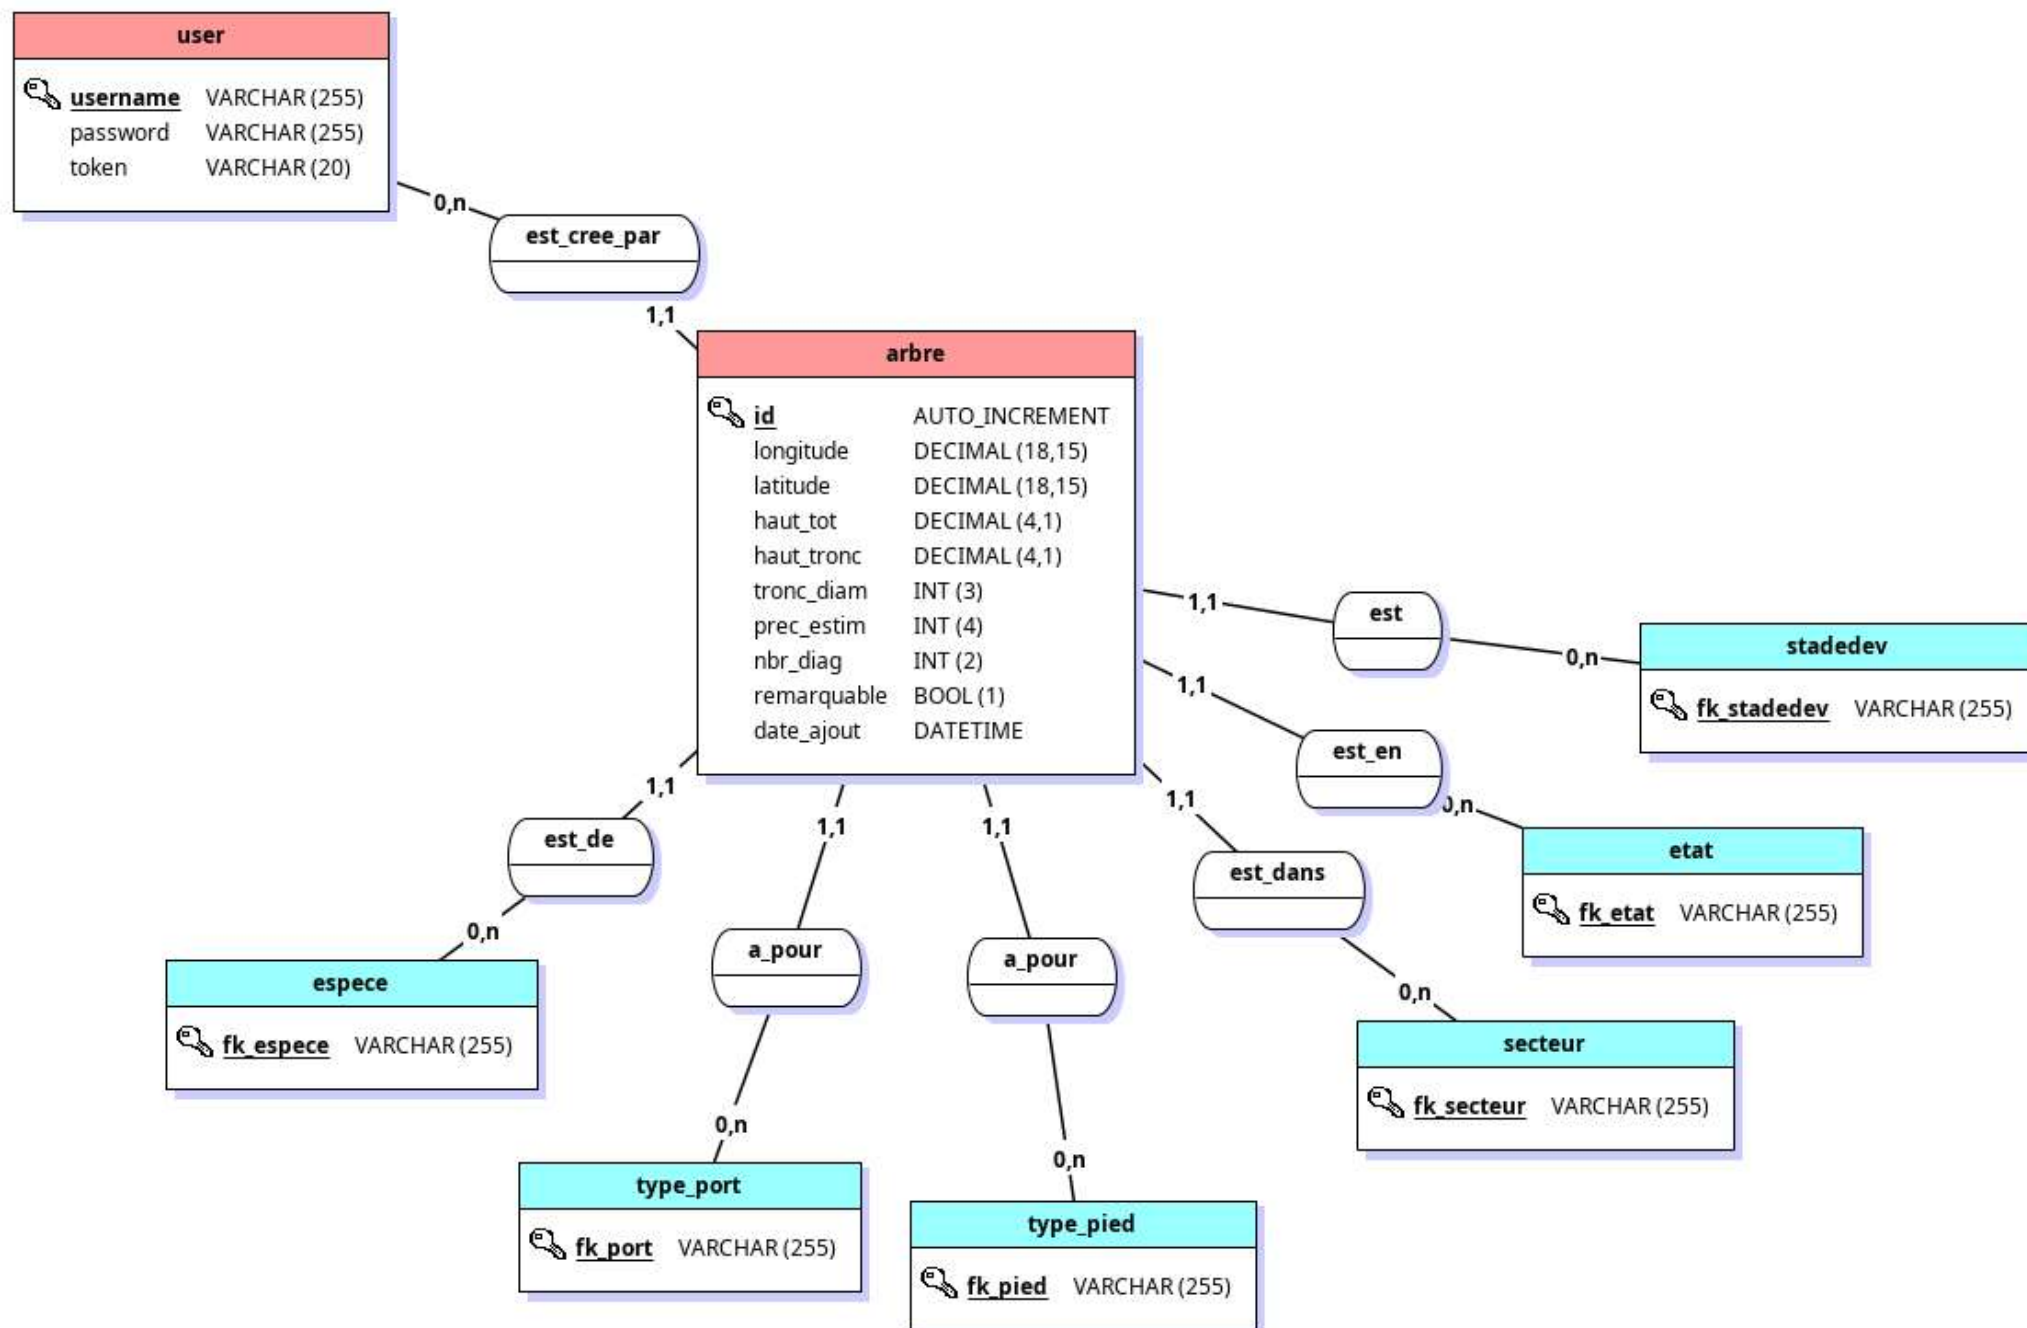 user
username VARCHAR (255)
password VARCHAR (255)
token VARCHAR (20)
0,n
est_cree_par
1,1
arbre
id AUTO_INCREMENT
longitude DECIMAL (18,15)
latitude DECIMAL (18,15)
haut_tot DECIMAL (4,1)
haut_tronc DECIMAL (4,1)
tronc_diam INT (3)
prec_estim INT (4)
nbr_diag INT (2)
remarquable BOOL (1)
date_ajout DATETIME
1,1
est
0,n
stadedev
fk_stadedev VARCHAR (255)
1,1
est_en
0,n
etat
fk_etat VARCHAR (255)
1,1
est_dans
0,n
secteur
fk_secteur VARCHAR (255)
1,1
est_de
0,n
espece
fk_espece VARCHAR (255)
1,1
a_pour
0,n
type_port
fk_port VARCHAR (255)
1,1
a_pour
0,n
type_pied
fk_pied VARCHAR (255)